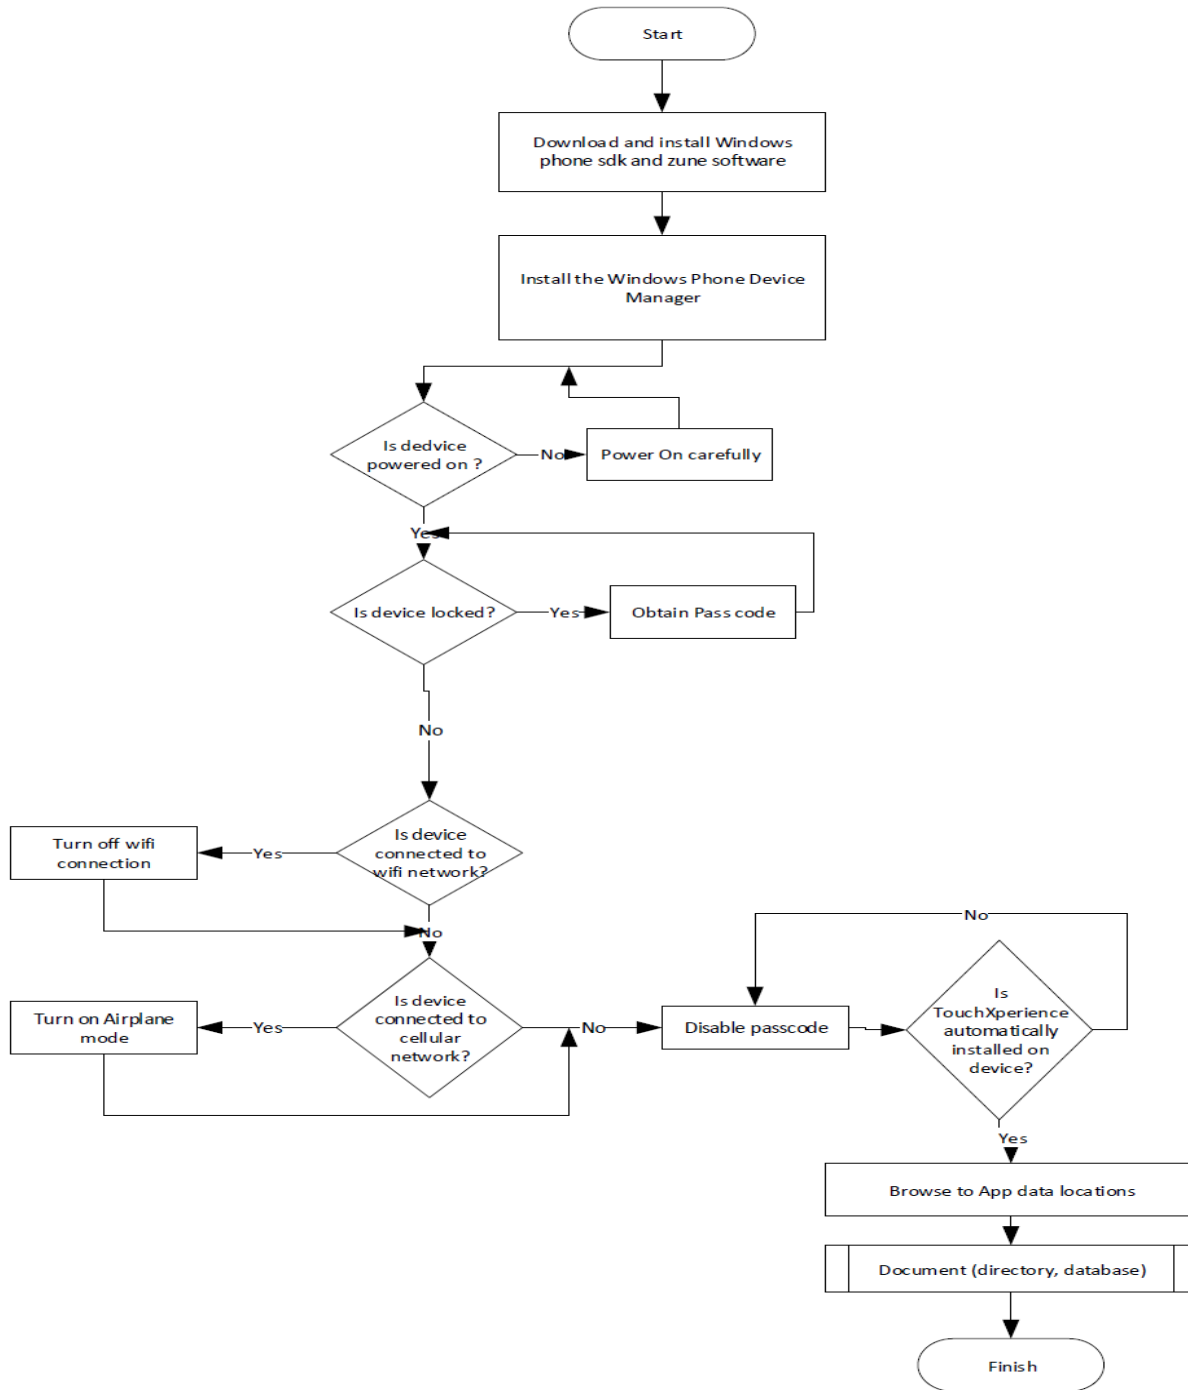 Start
Download and install Windows
phone sdk and zune software
Install the Windows Phone Device
Manager
Is dedvice
powered on ?
No
Power On carefully
Yes
Is device locked?
Yes
Obtain Pass code
No
Is device
connected to
wifi network?
Yes
Turn off wifi
connection
No
Is device
connected to
cellular
network?
Yes
Turn on Airplane
mode
No
Disable passcode
No
Is
TouchXperience
automatically
installed on
device?
Yes
Browse to App data locations
Document (directory, database)
Finish